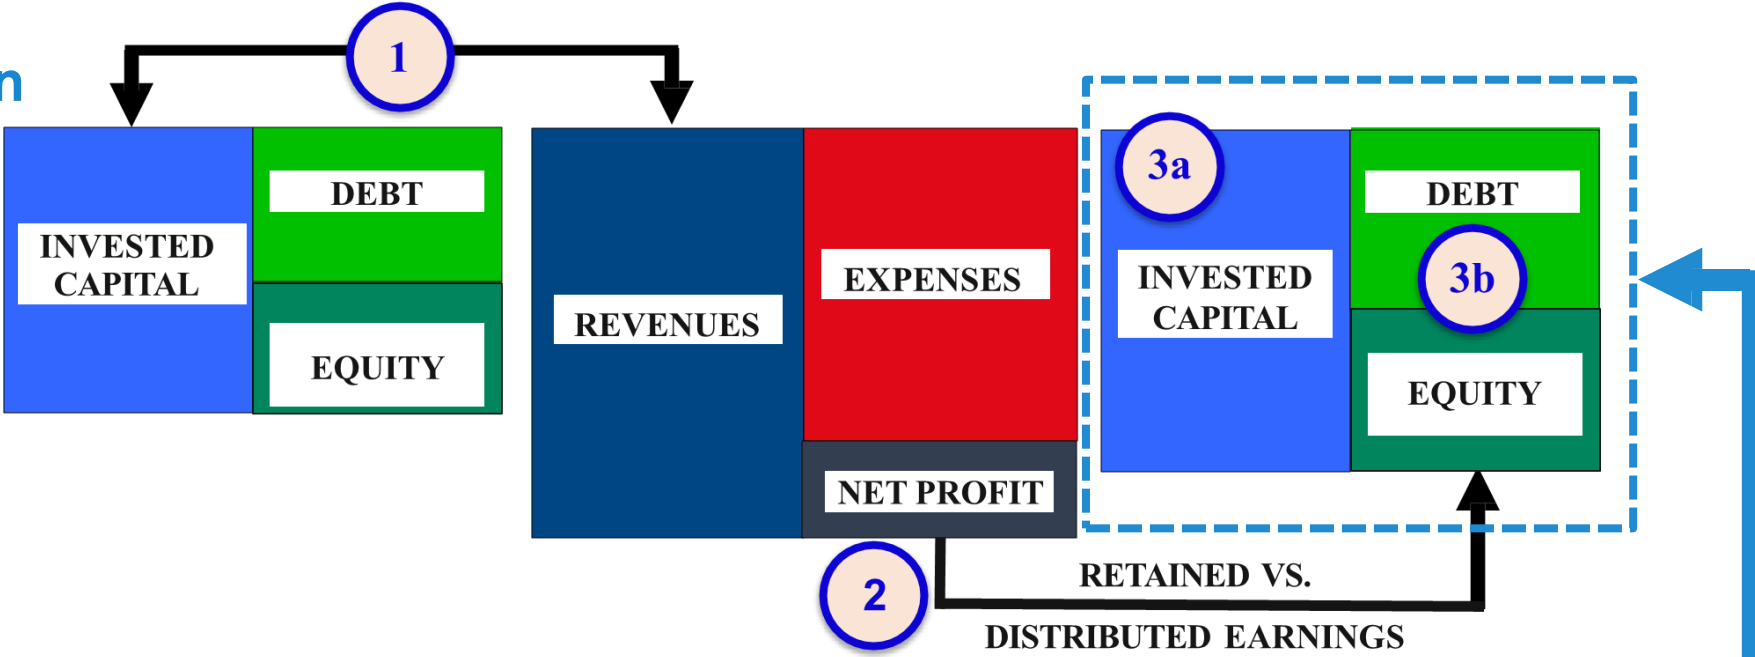 1
n
DEBT
INVESTED
CAPITAL
EQUITY
REVENUES
EXPENSES
NET PROFIT
3a
INVESTED
CAPITAL
DEBT
3b
EQUITY
2
RETAINED VS.
DISTRIBUTED EARNINGS